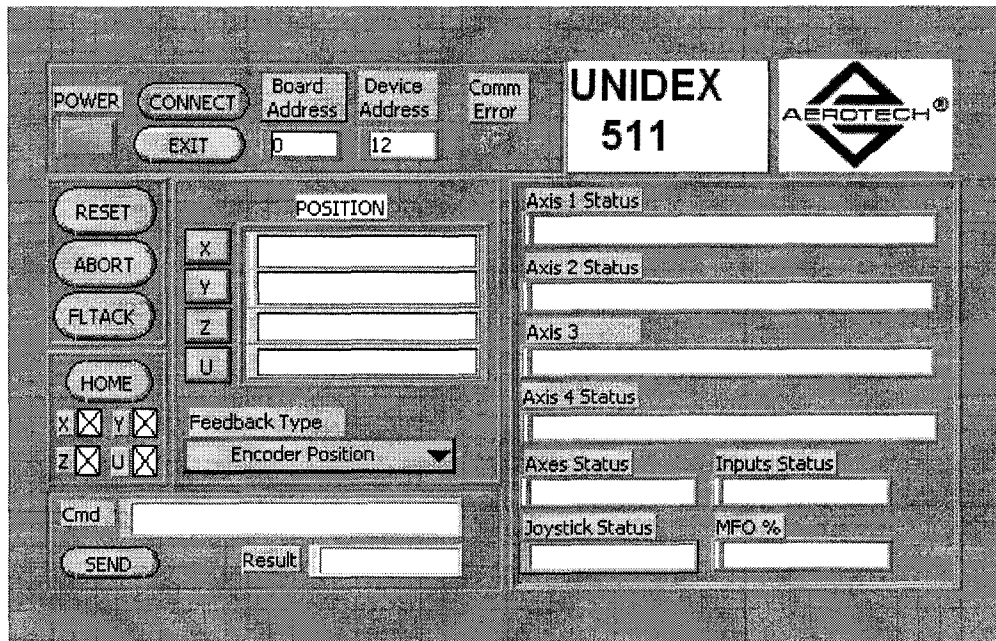 POWER
CONNECT
EXIT
Board
Address
0
Device
Address
12
Comm
Error
UNIDEX
511
AEROTECH®
RESET
ABORT
FLTACK
HOME
X Y
Z U
POSITION
X
Y
Z
U
Feedback Type
Encoder Position
Cmd
SEND
Result
Axis 1 Status
Axis 2 Status
Axis 3
Axis 4 Status
Axes Status
Inputs Status
Joystick Status
MFO %